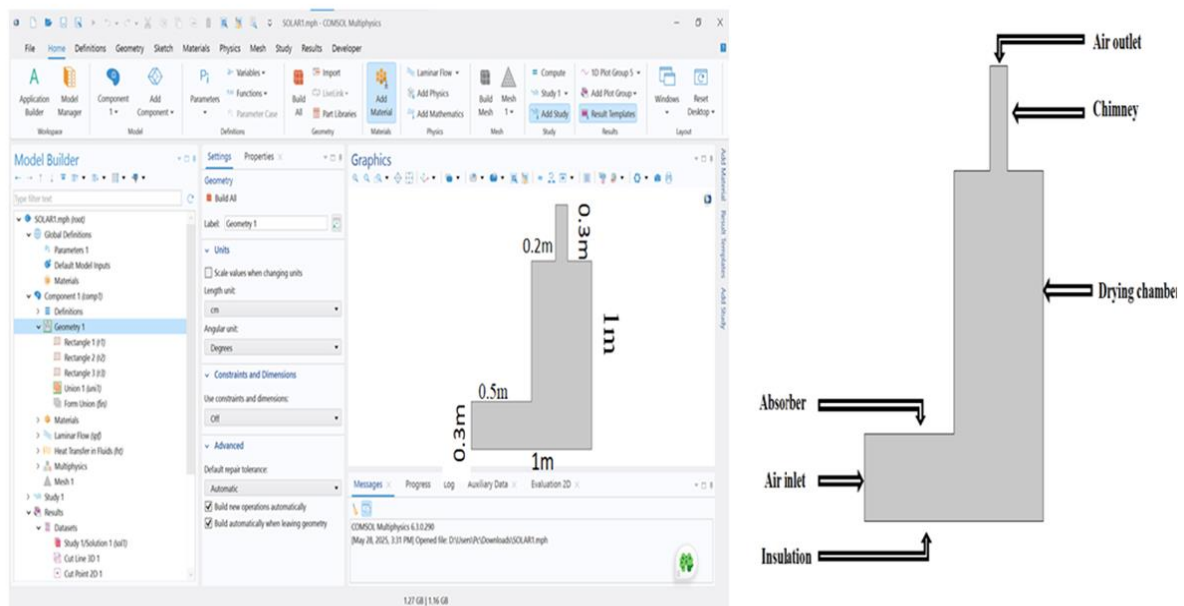 SOLAR1.mph - COMSOL Multiphysics
File Home Definitions Geometry Sketch Materials Physics Mesh Study Results Developer
Application Builder
Model Manager
Workspace
Component 1
Add Component
Model
Parameters
Variables
Functions
Parameter Case
Definitions
Build All
Import
LiveLink
Part Libraries
Geometry
Add Material
Materials
Laminar Flow
Add Physics
Add Mathematics
Physics
Build Mesh
Mesh 1
Mesh
Compute
Study 1
Add Study
Study
1D Plot Group 5
Add Plot Group
Result Templates
Results
Windows
Reset Desktop
Layout
Model Builder
Type filter text
SOLAR1.mph (root)
Global Definitions
Parameters 1
Default Model Inputs
Materials
Component 1 (comp1)
Definitions
Geometry 1
Rectangle 1 (r1)
Rectangle 2 (r2)
Rectangle 3 (r3)
Union 1 (uni1)
Form Union (fin)
Materials
Laminar Flow (spf)
Heat Transfer in Fluids (ht)
Multiphysics
Mesh 1
Study 1
Results
Datasets
Study 1/Solution 1 (sol1)
Cut Line 3D 1
Cut Point 2D 1
Settings Properties
Geometry
Build All
Label: Geometry 1
Units
Scale values when changing units
Length unit:
cm
Angular unit:
Degrees
Constraints and Dimensions
Use constraints and dimensions:
Off
Advanced
Default repair tolerance:
Automatic
Build new operations automatically
Build automatically when leaving geometry
Graphics
0.2m
0.3m
1m
0.5m
0.3m
1m
Messages Progress Log Auxiliary Data Evaluation 2D
COMSOL Multiphysics 6.3.0.290
[May 28, 2025, 3:31 PM] Opened file: D:\Users\Pc\Downloads\SOLAR1.mph
1.27 GB | 1.16 GB
Add Material Result Templates Add Study
Air outlet
Chimney
Drying chamber
Absorber
Air inlet
Insulation